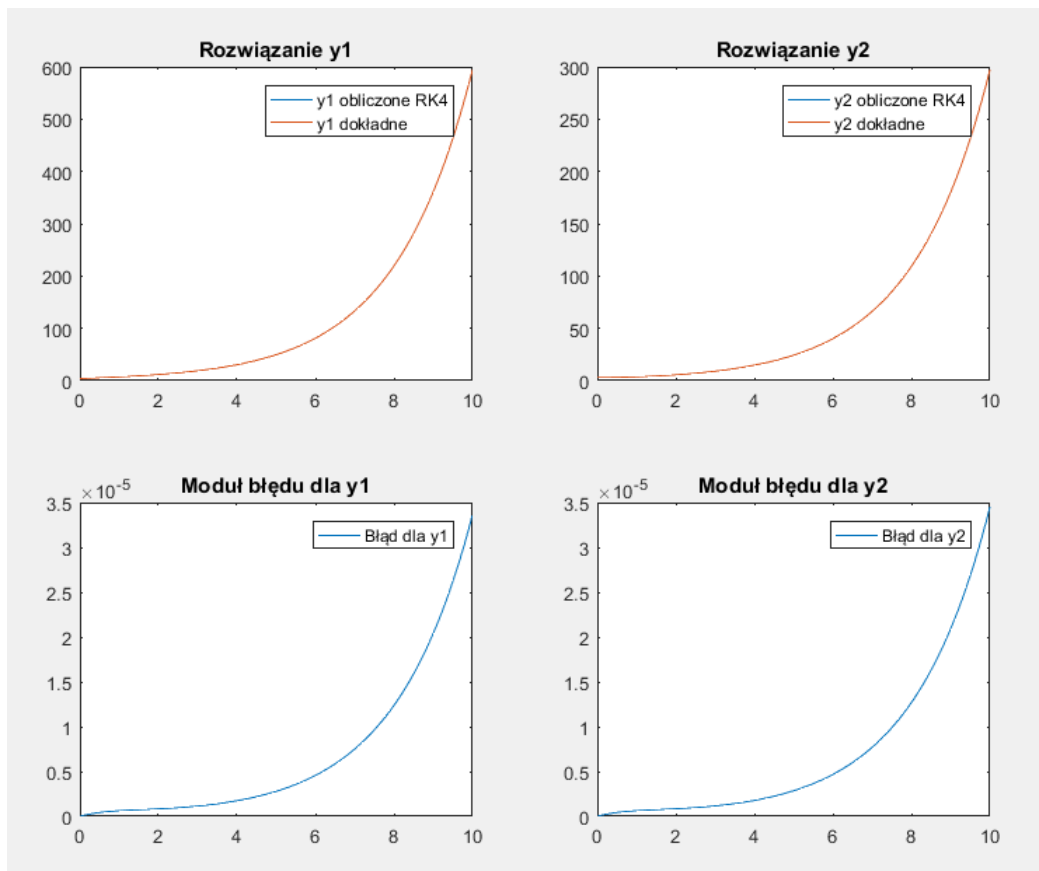 Rozwiązanie y1
600
500
400
300
200
100
0
0 2 4 6 8 10
y1 obliczone RK4
y1 dokładne
Rozwiązanie y2
300
250
200
150
100
50
0
0 2 4 6 8 10
y2 obliczone RK4
y2 dokładne
Moduł błędu dla y1
×10⁻⁵
3.5
3
2.5
2
1.5
1
0.5
0
0 2 4 6 8 10
Błąd dla y1
Moduł błędu dla y2
×10⁻⁵
3.5
3
2.5
2
1.5
1
0.5
0
0 2 4 6 8 10
Błąd dla y2